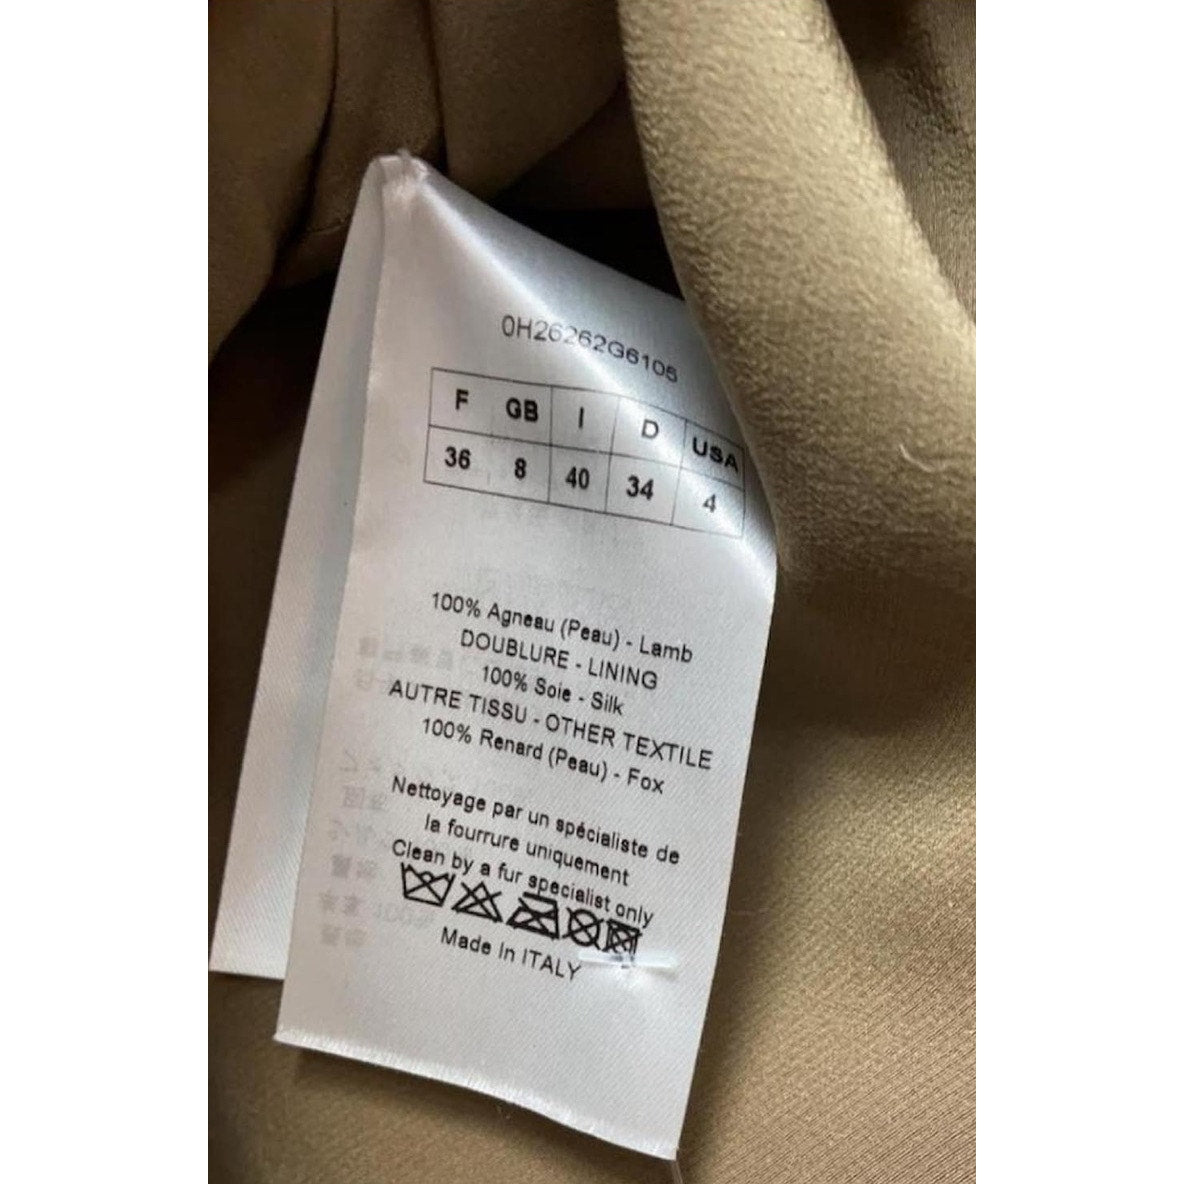 0H26262G6105
F GB I D USA
36 8 40 34 4
100% Agneau (Peau) - Lamb
DOUBLURE - LINING
100% Soie - Silk
AUTRE TISSU - OTHER TEXTILE
100% Renard (Peau) - Fox
Nettoyage par un spécialiste de
la fourrure uniquement
Clean by a fur specialist only
Made In ITALY